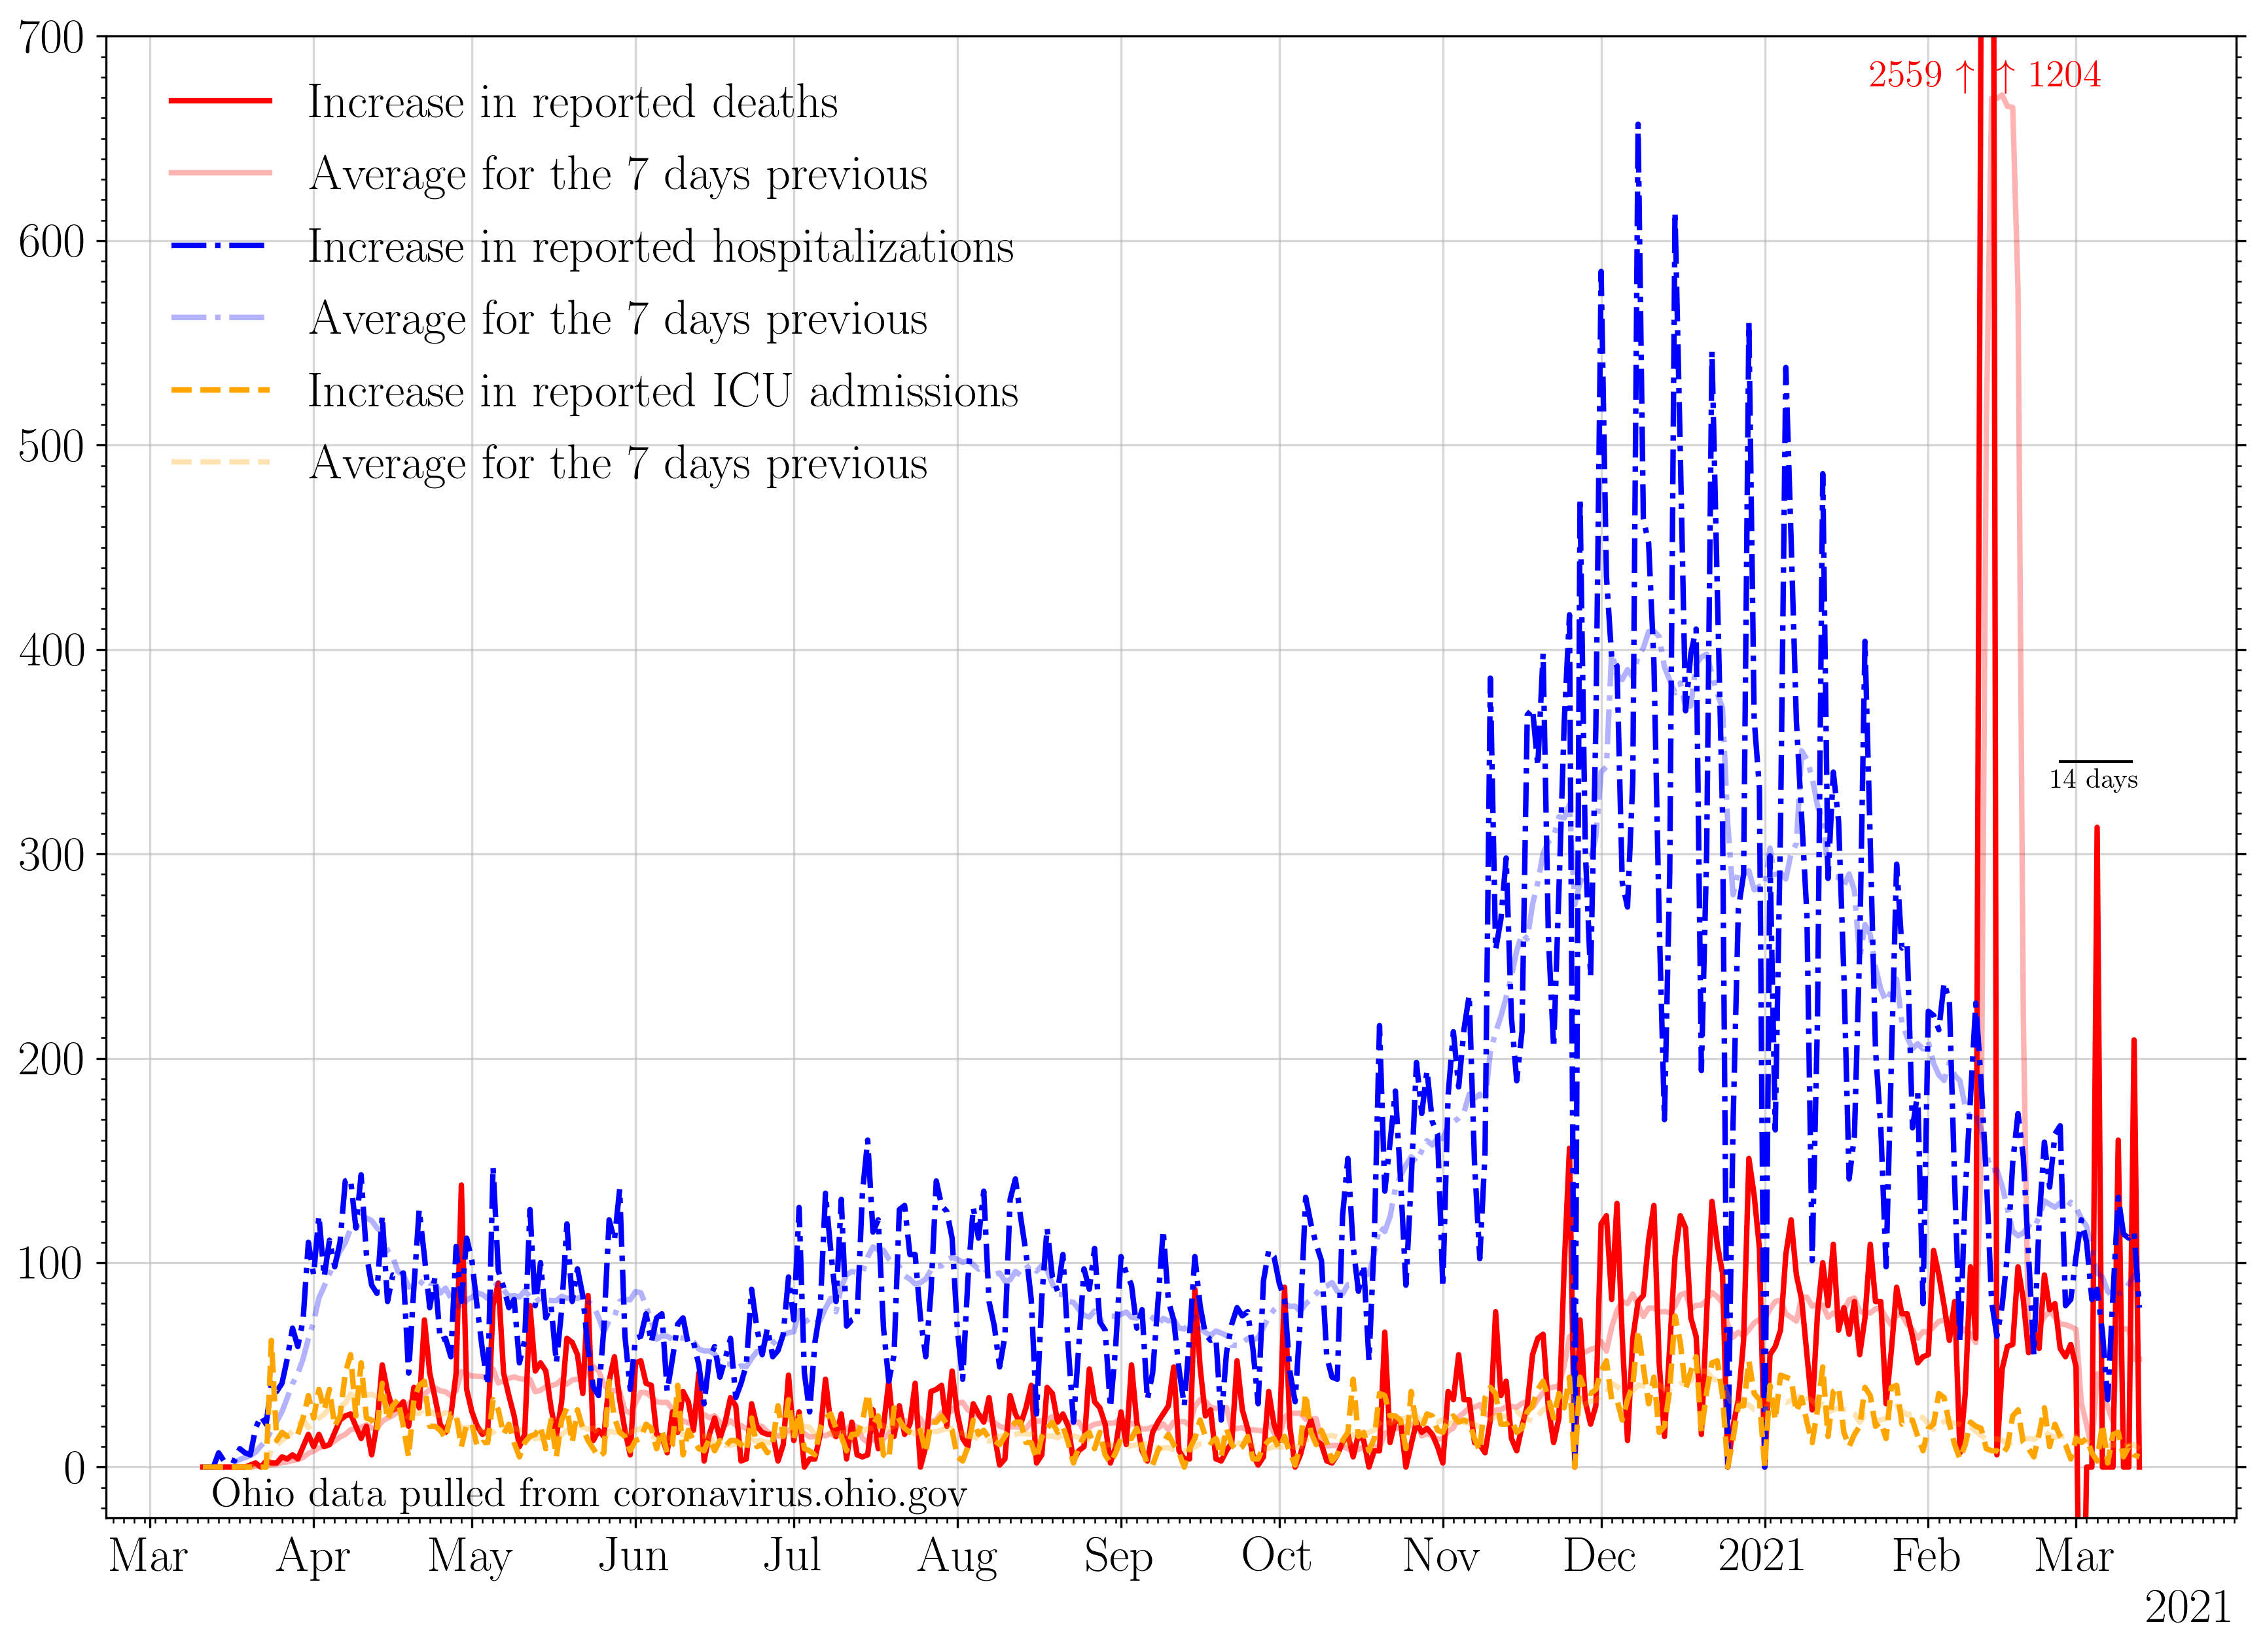 700
600
500
400
300
200
100
0
2559 ↑ ↑ 1204
Increase in reported deaths
Average for the 7 days previous
Increase in reported hospitalizations
Average for the 7 days previous
Increase in reported ICU admissions
Average for the 7 days previous
14 days
Ohio data pulled from coronavirus.ohio.gov
Mar Apr May Jun Jul Aug Sep Oct Nov Dec 2021 Feb Mar
2021